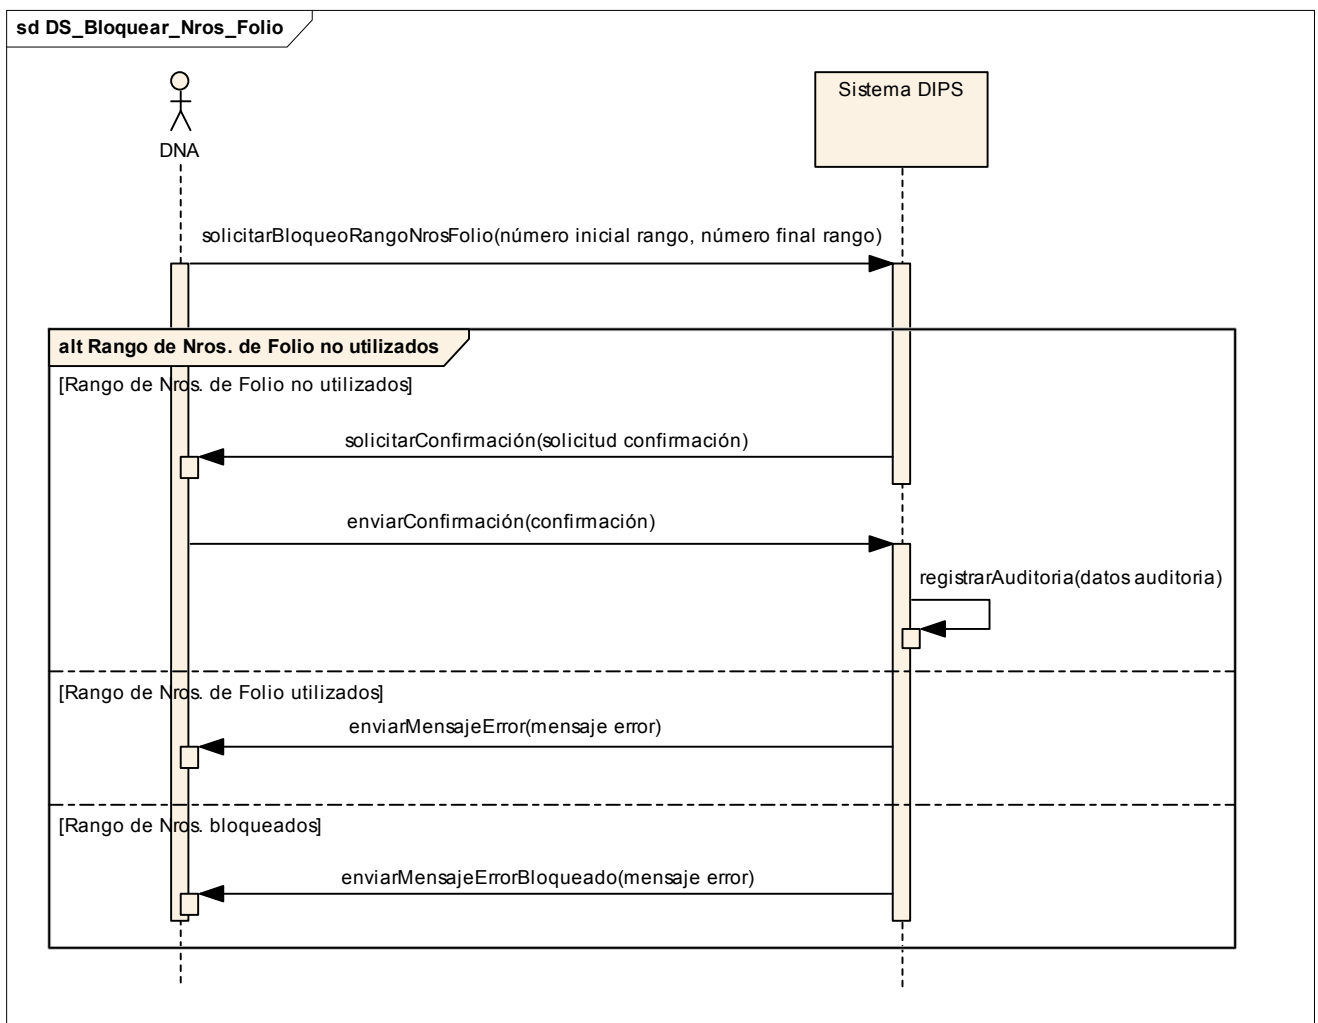 sd DS_Bloquear_Nros_Folio
DNA
Sistema DIPS
solicitarBloqueoRangoNrosFolio(número inicial rango, número final rango)
alt Rango de Nros. de Folio no utilizados
[Rango de Nros. de Folio no utilizados]
solicitarConfirmación(solicitud confirmación)
enviarConfirmación(confirmación)
registrarAuditoria(datos auditoria)
[Rango de Nros. de Folio utilizados]
enviarMensajeError(mensaje error)
[Rango de Nros. bloqueados]
enviarMensajeErrorBloqueado(mensaje error)